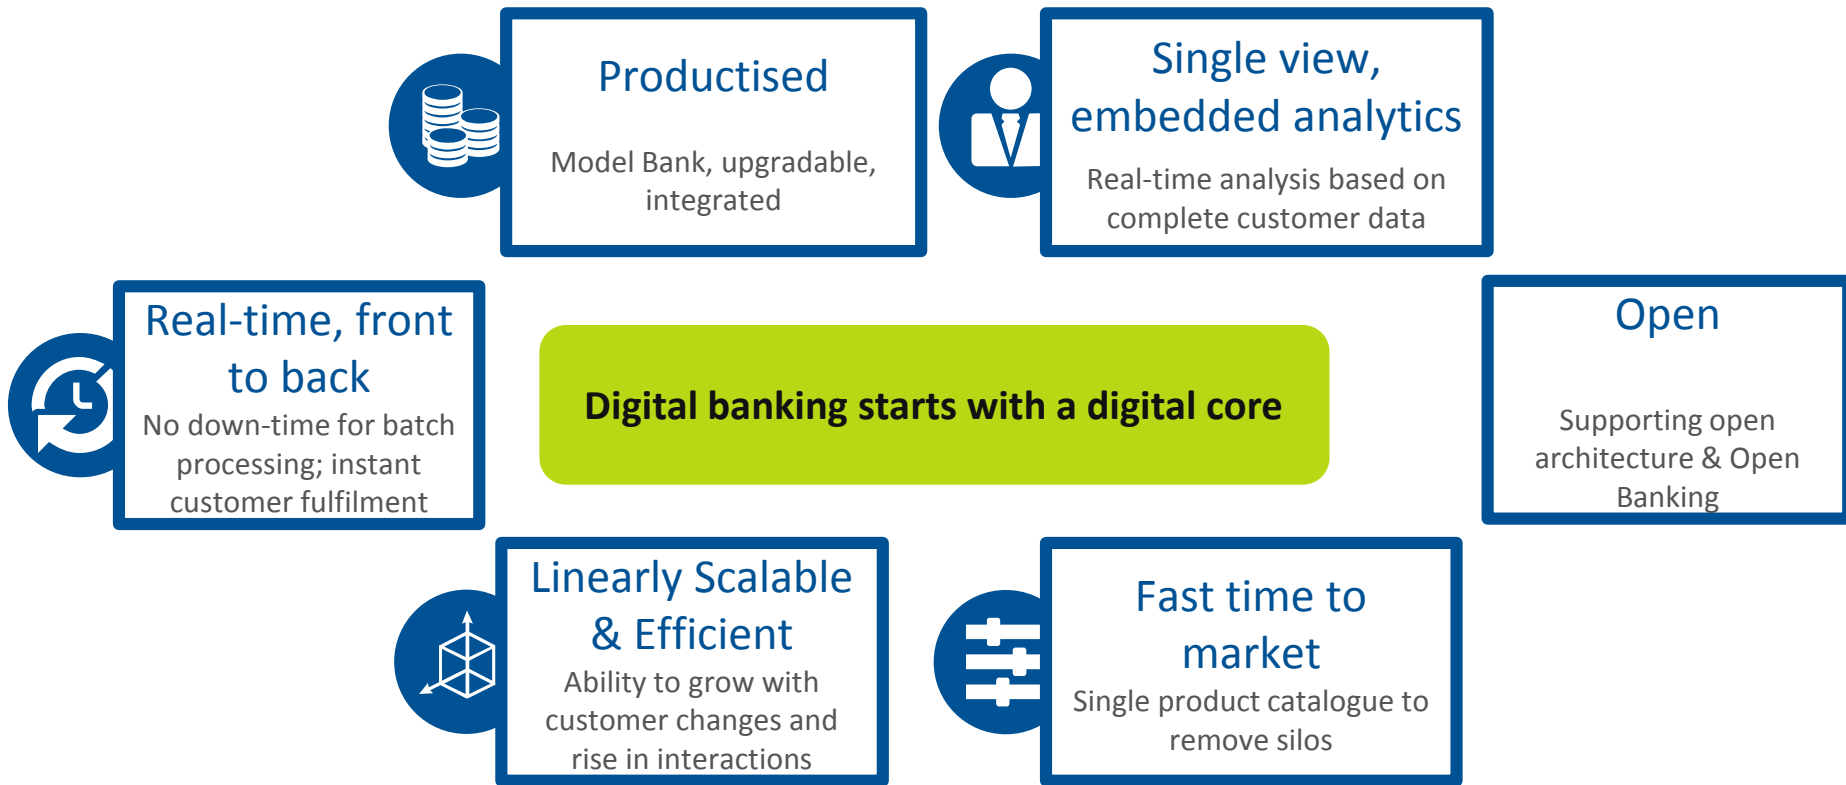 Productised
Model Bank, upgradable,
integrated
Single view,
embedded analytics
Real-time analysis based on
complete customer data
Real-time, front
to back
No down-time for batch
processing; instant
customer fulfilment
Digital banking starts with a digital core
Open
Supporting open
architecture & Open
Banking
Linearly Scalable
& Efficient
Ability to grow with
customer changes and
rise in interactions
Fast time to
market
Single product catalogue to
remove silos